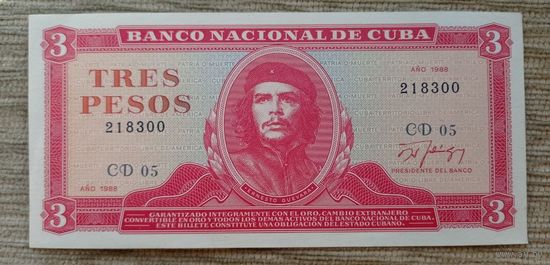 BANCO NACIONAL DE CUBA
3
3
TRES
PESOS
AÑO 1988
218300
218300
CD 05
CD 05
PRESIDENTE DEL BANCO
AÑO 1988
ERNESTO GUEVARA
3
3
GARANTIZADO INTEGRAMENTE CON EL ORO, CAMBIO EXTRANJERO
CONVERTIBLE EN ORO Y TODOS LOS DEMAS ACTIVOS DEL BANCO NACIONAL DE CUBA.
ESTE BILLETE CONSTITUYE UNA OBLIGACION DEL ESTADO CUBANO.